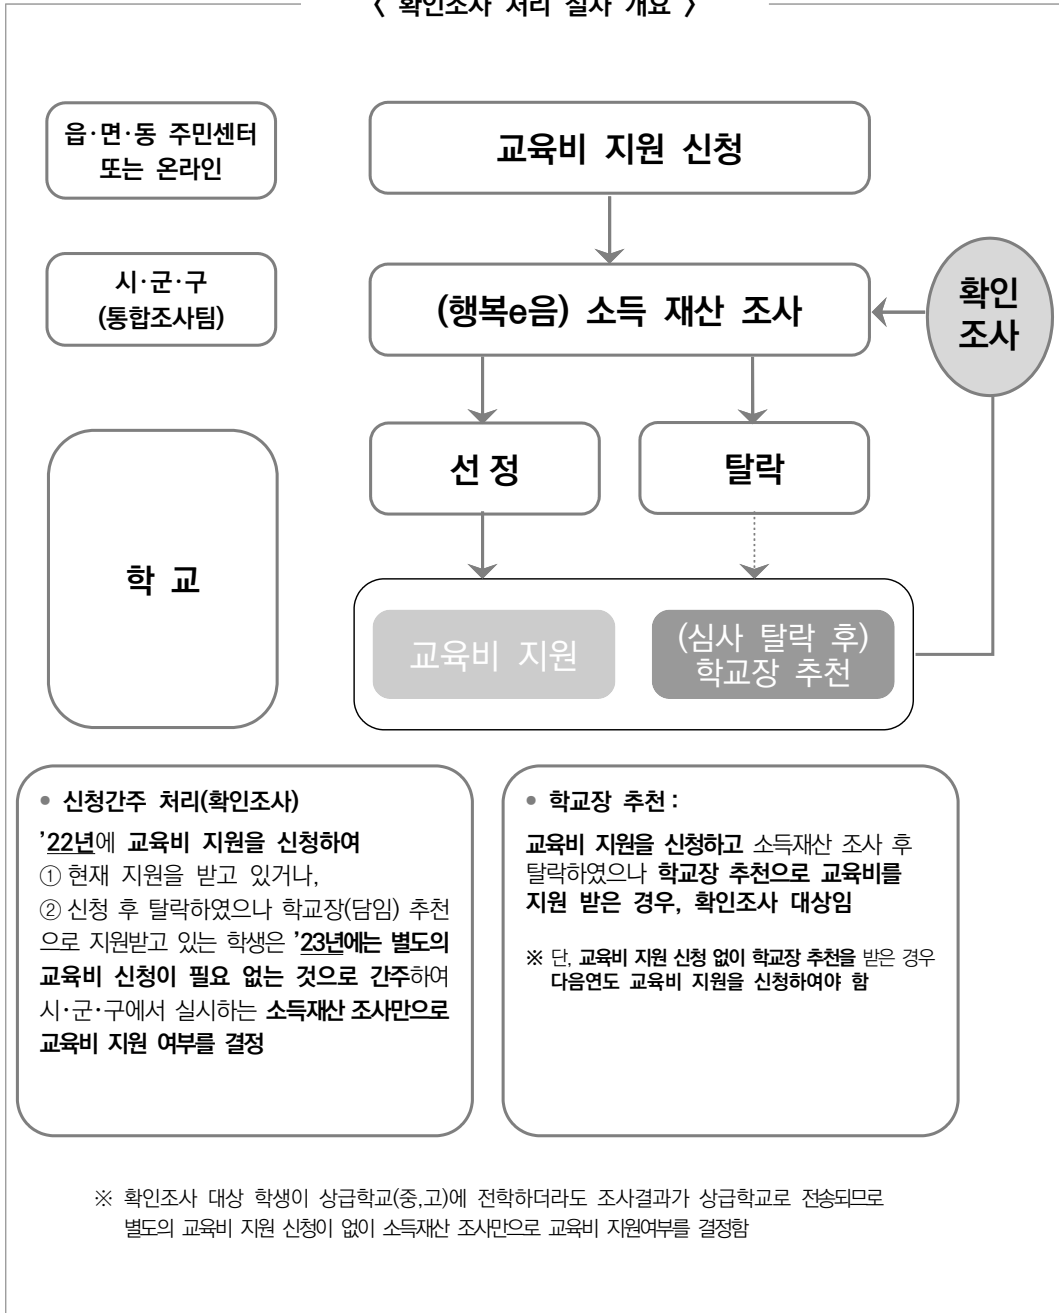 < 확인조사 처리 절차 개요 >
읍·면·동 주민센터
또는 온라인
교육비 지원 신청
시·군·구
(통합조사팀)
(행복e음) 소득 재산 조사
확인
조사
선 정
탈락
학 교
교육비 지원
(심사 탈락 후)
학교장 추천
• 신청간주 처리(확인조사)
’22년에 교육비 지원을 신청하여
① 현재 지원을 받고 있거나,
② 신청 후 탈락하였으나 학교장(담임) 추천
으로 지원받고 있는 학생은 ’23년에는 별도의
교육비 신청이 필요 없는 것으로 간주하여
시·군·구에서 실시하는 소득재산 조사만으로
교육비 지원 여부를 결정
• 학교장 추천 :
교육비 지원을 신청하고 소득재산 조사 후
탈락하였으나 학교장 추천으로 교육비를
지원 받은 경우, 확인조사 대상임
※ 단, 교육비 지원 신청 없이 학교장 추천을 받은 경우
다음연도 교육비 지원을 신청하여야 함
※ 확인조사 대상 학생이 상급학교(중,고)에 전학하더라도 조사결과가 상급학교로 전송되므로
별도의 교육비 지원 신청이 없이 소득재산 조사만으로 교육비 지원여부를 결정함